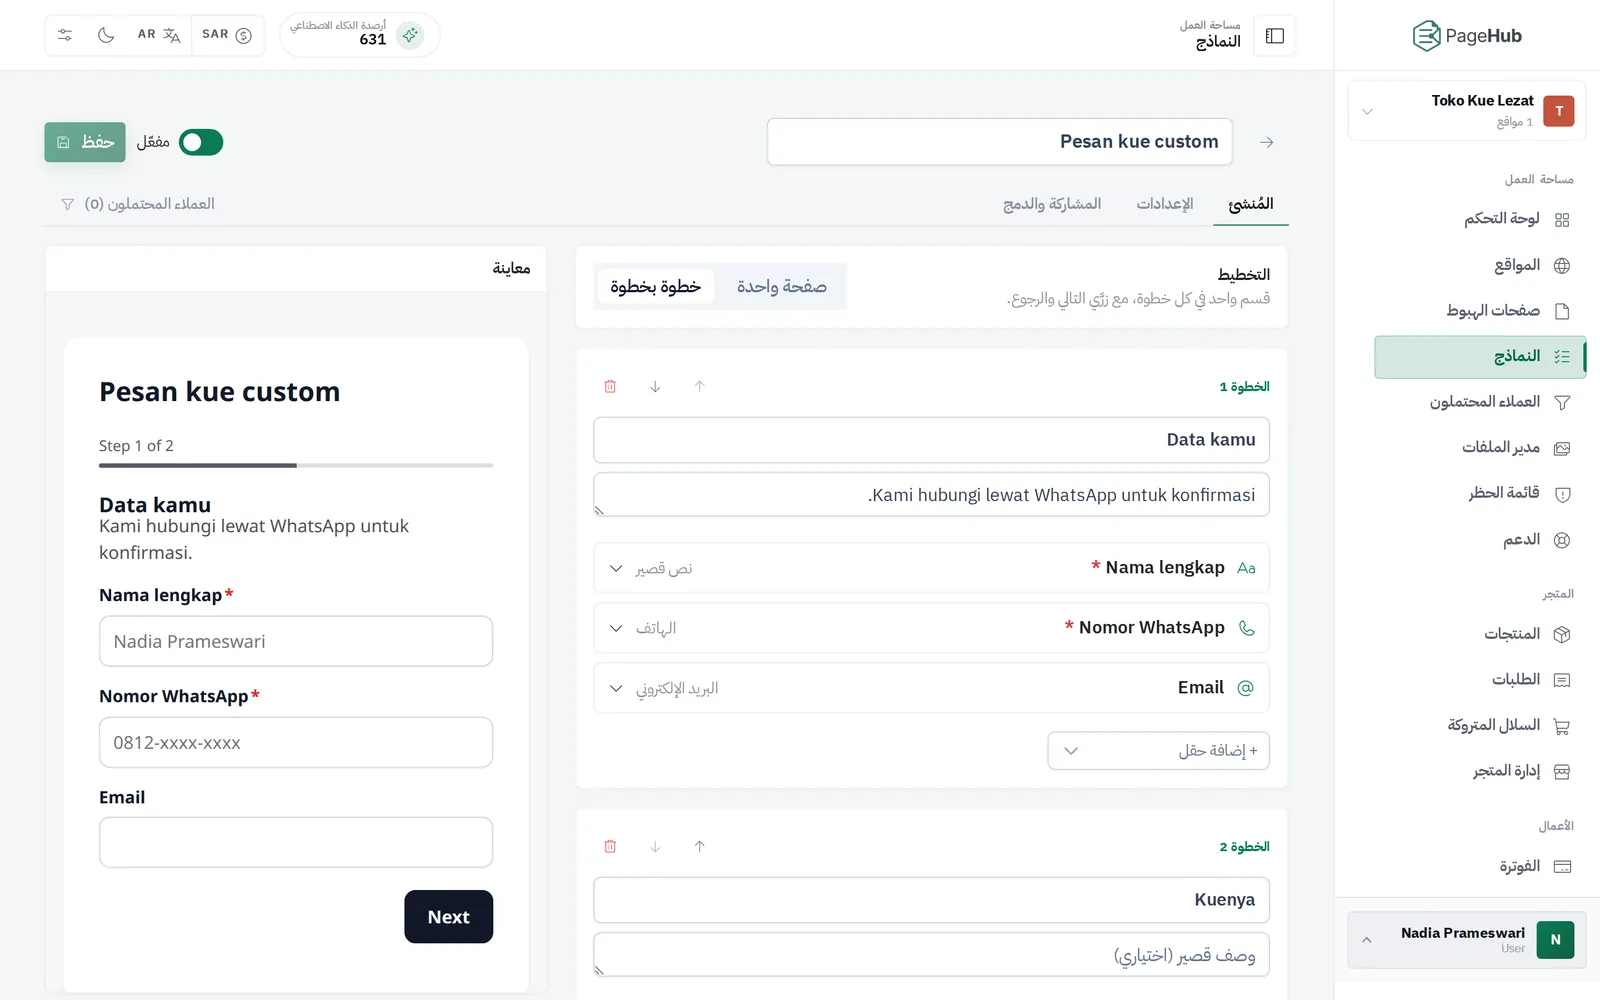 PageHub
Toko Kue Lezat
T
1 مواقع
مساحة العمل
لوحة التحكم
المواقع
صفحات الهبوط
النماذج
العملاء المحتملون
مدير الملفات
قائمة الحظر
الدعم
المتجر
المنتجات
الطلبات
السلال المتروكة
إدارة المتجر
الأعمال
الفوترة
Nadia Prameswari
User
N
مساحة العمل
النماذج
أرصدة الذكاء الاصطناعي
631
SAR
AR
Pesan kue custom
مفعّل
حفظ
المُنشئ
الإعدادات
المشاركة والدمج
العملاء المحتملون (0)
التخطيط
قسم واحد في كل خطوة، مع زرَّي التالي والرجوع.
صفحة واحدة
خطوة بخطوة
الخطوة 1
Data kamu
Kami hubungi lewat WhatsApp untuk konfirmasi.
Aa
Nama lengkap *
نص قصير
Nomor WhatsApp *
الهاتف
Email
البريد الإلكتروني
+ إضافة حقل
الخطوة 2
Kuenya
وصف قصير (اختياري)
معاينة
Pesan kue custom
Step 1 of 2
Data kamu
Kami hubungi lewat WhatsApp untuk
konfirmasi.
Nama lengkap*
Nadia Prameswari
Nomor WhatsApp*
0812-xxxx-xxxx
Email
Next